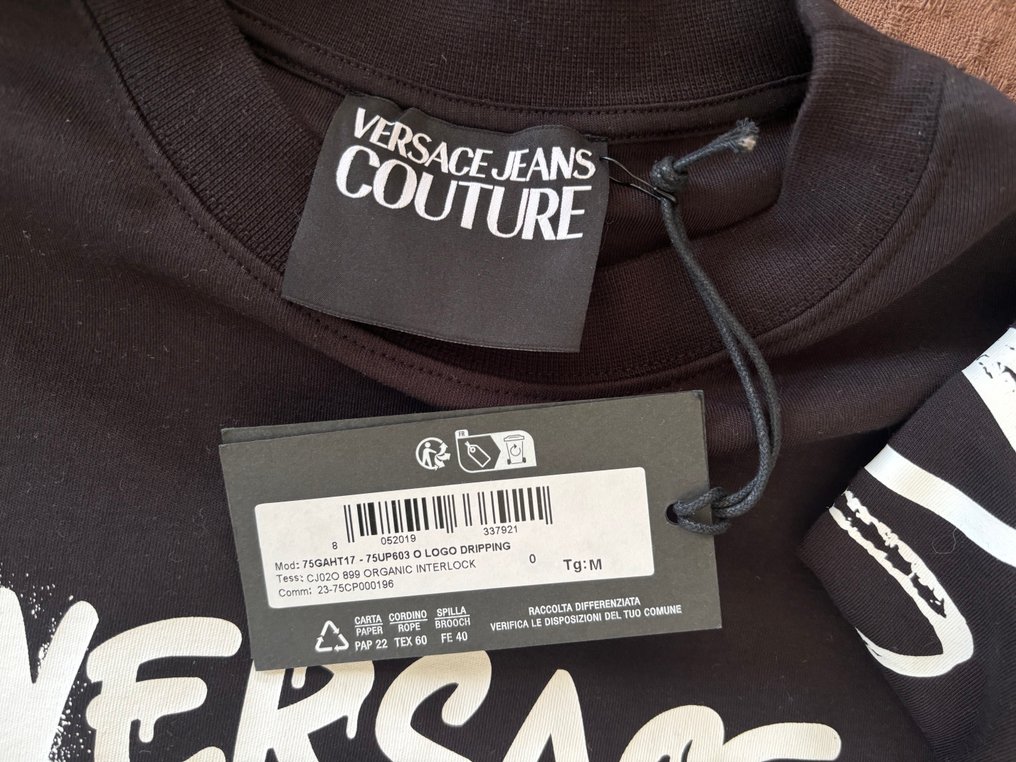 VERSACE JEANS
COUTURE
FR
8 052019 337921
Mod: 75GAHT17 - 75UP603 O LOGO DRIPPING
Tess: CJ02O 899 ORGANIC INTERLOCK 0 Tg: M
Comm: 23-75CP000196
CARTA CORDINO SPILLA
PAPER ROPE BROOCH
PAP 22 TEX 60 FE 40
RACCOLTA DIFFERENZIATA
VERIFICA LE DISPOSIZIONI DEL TUO COMUNE
VERSACE